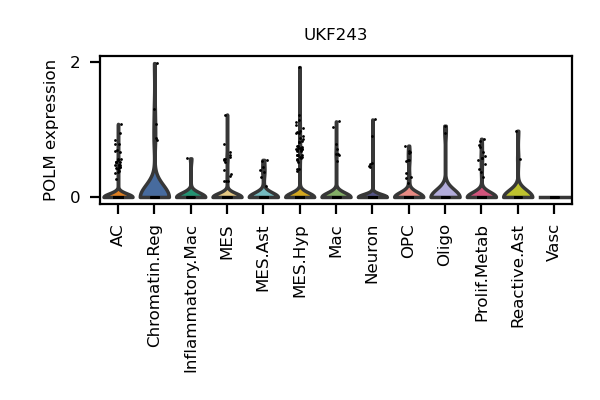 UKF243
POLM expression
2
0
AC
Chromatin.Reg
Inflammatory.Mac
MES
MES.Ast
MES.Hyp
Mac
Neuron
OPC
Oligo
Prolif.Metab
Reactive.Ast
Vasc